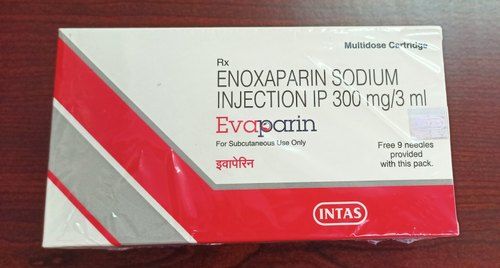 Multidose Cartridge
Rx
ENOXAPARIN SODIUM
INJECTION IP 300 mg/3 ml
Evaparin
For Subcutaneous Use Only
इवापेरिन
Free 9 needles
provided
with this pack.
INTAS